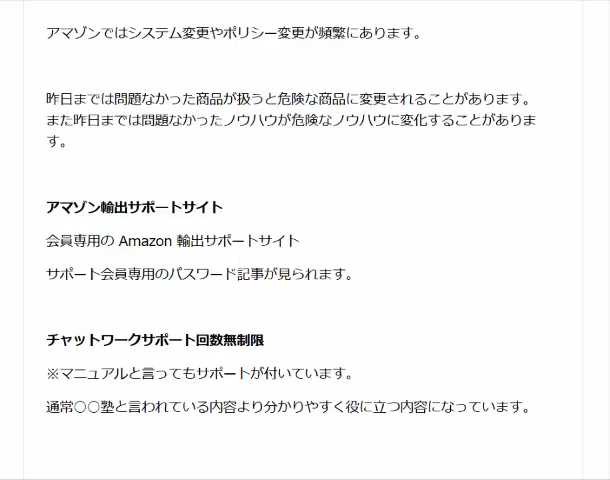 アマゾンではシステム変更やポリシー変更が頻繁にあります。
昨日までは問題なかった商品が扱うと危険な商品に変更されることがあります。
また昨日までは問題なかったノウハウが危険なノウハウに変化することがありま
す。
アマゾン輸出サポートサイト
会員専用の Amazon 輸出サポートサイト
サポート会員専用のパスワード記事が見られます。
チャットワークサポート回数無制限
※マニュアルと言ってもサポートが付いています。
通常〇〇塾と言われている内容より分かりやすく役に立つ内容になっています。